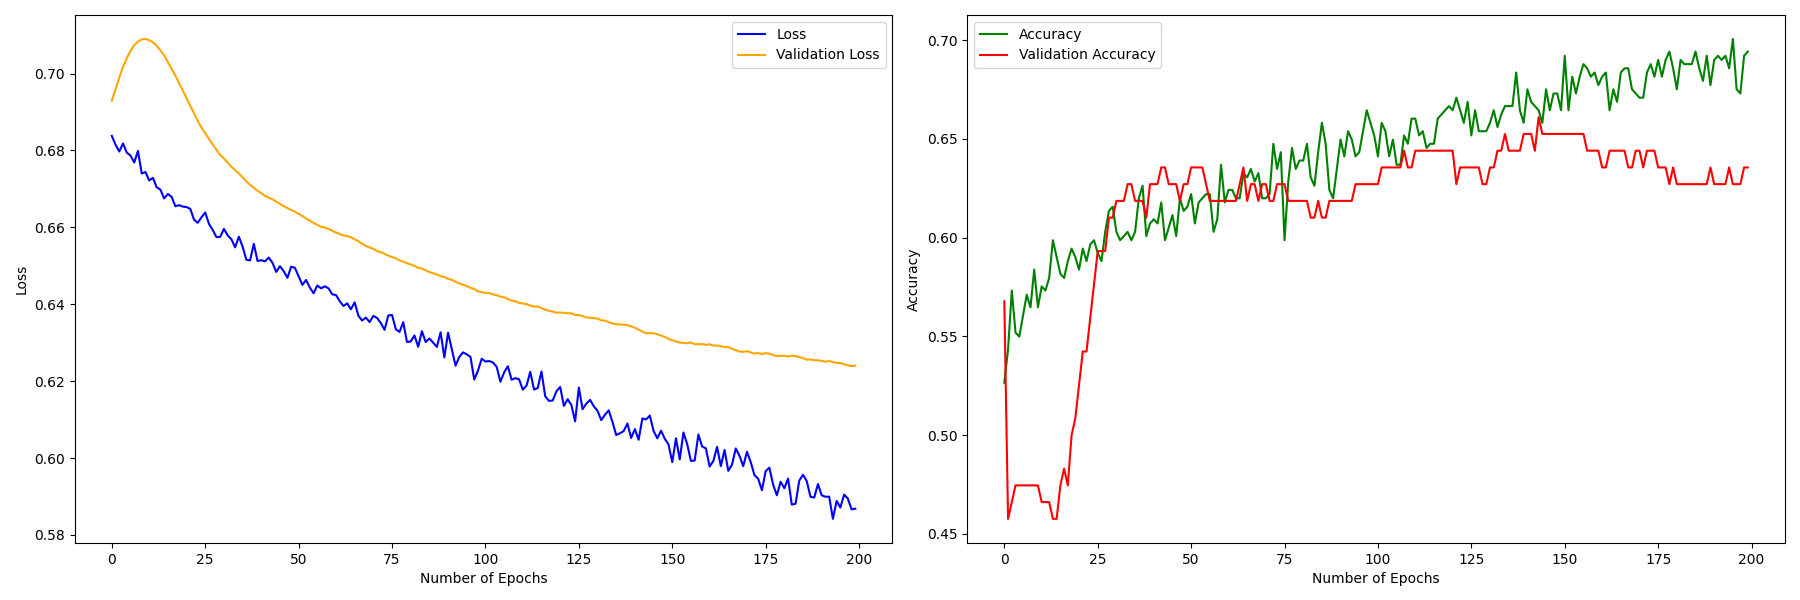 Loss
Validation Loss
0.70
0.68
0.66
0.64
0.62
0.60
0.58
Loss
0 25 50 75 100 125 150 175 200
Number of Epochs
Accuracy
Validation Accuracy
0.70
0.65
0.60
0.55
0.50
0.45
Accuracy
0 25 50 75 100 125 150 175 200
Number of Epochs